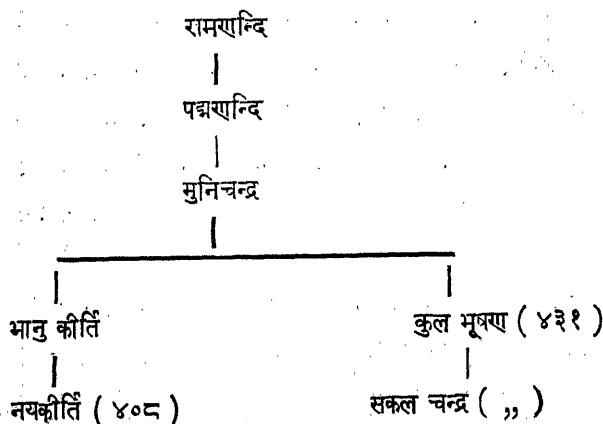 रामणन्दि
पद्मणन्दि
मुनिचन्द्र
भानु कीर्ति कुल भूषण ( ४३१ )
नयकीर्ति ( ४०८ ) सकल चन्द्र ( ,, )